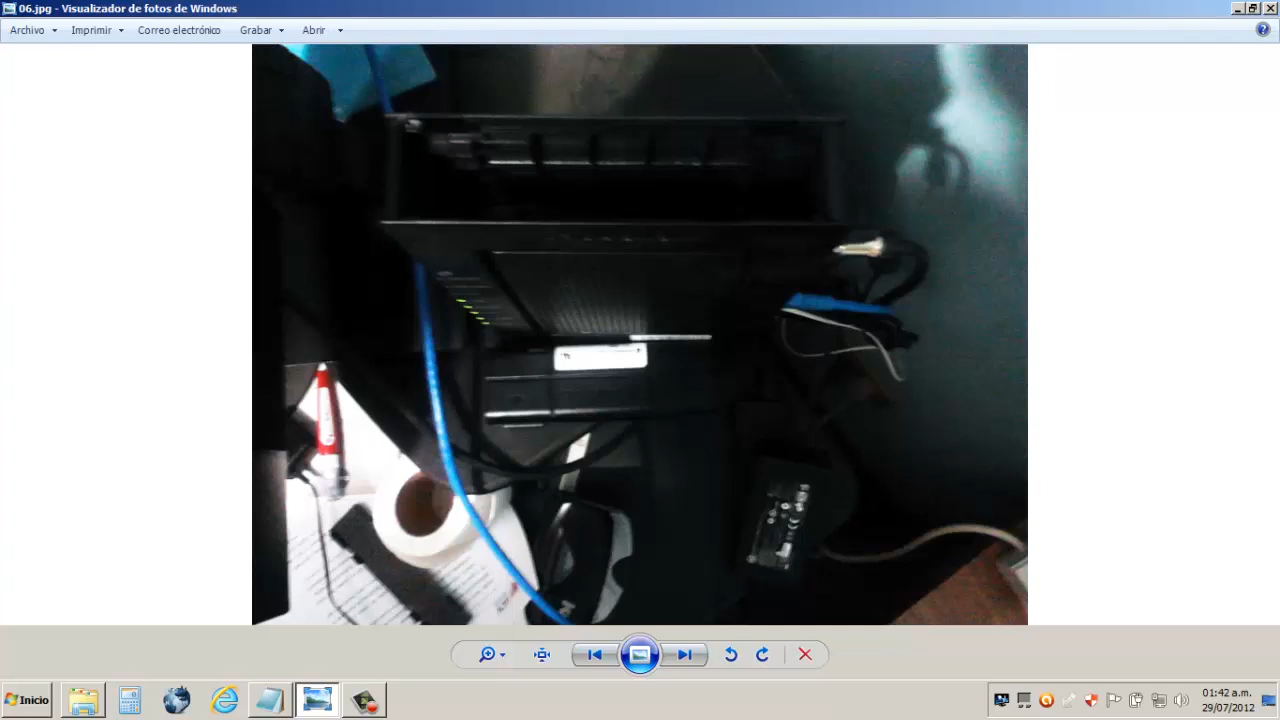 06.jpg - Visualizador de fotos de Windows
Archivo Imprimir Correo electrónico Grabar Abrir
Inicio
01:42 a.m.
29/07/2012